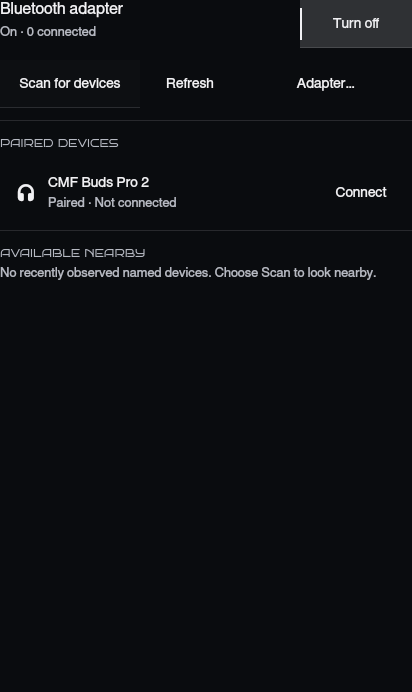 Bluetooth adapter
On · 0 connected
Turn off
Scan for devices
Refresh
Adapter...
PAIRED DEVICES
CMF Buds Pro 2
Paired · Not connected
Connect
AVAILABLE NEARBY
No recently observed named devices. Choose Scan to look nearby.